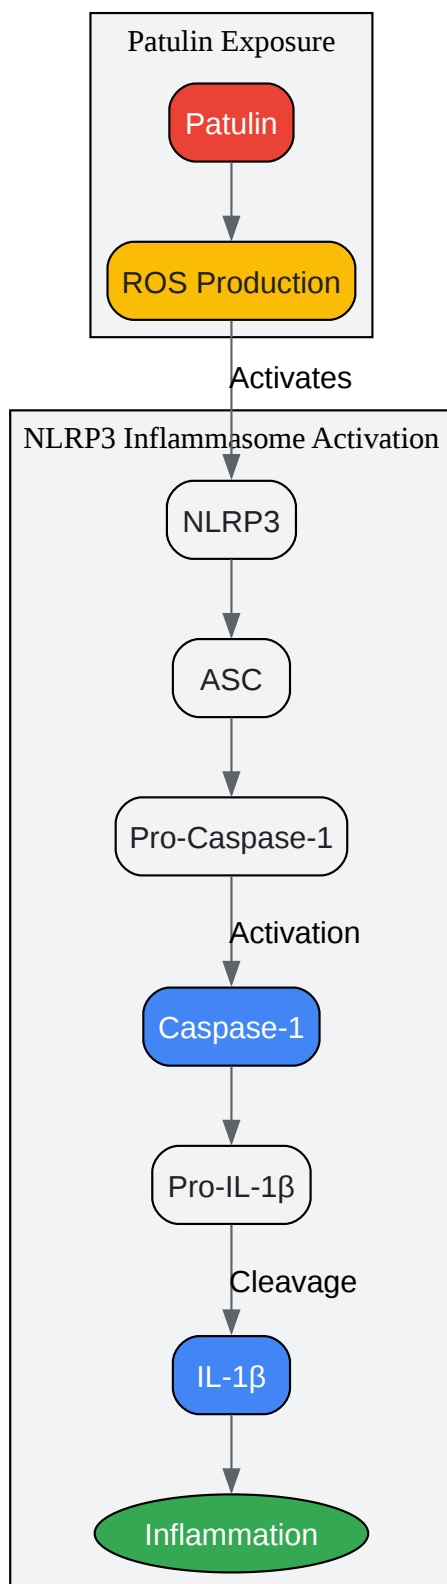 Patulin Exposure
Patulin
ROS Production
Activates
NLRP3 Inflammasome Activation
NLRP3
ASC
Pro-Caspase-1
Activation
Caspase-1
Pro-IL-1β
Cleavage
IL-1β
Inflammation